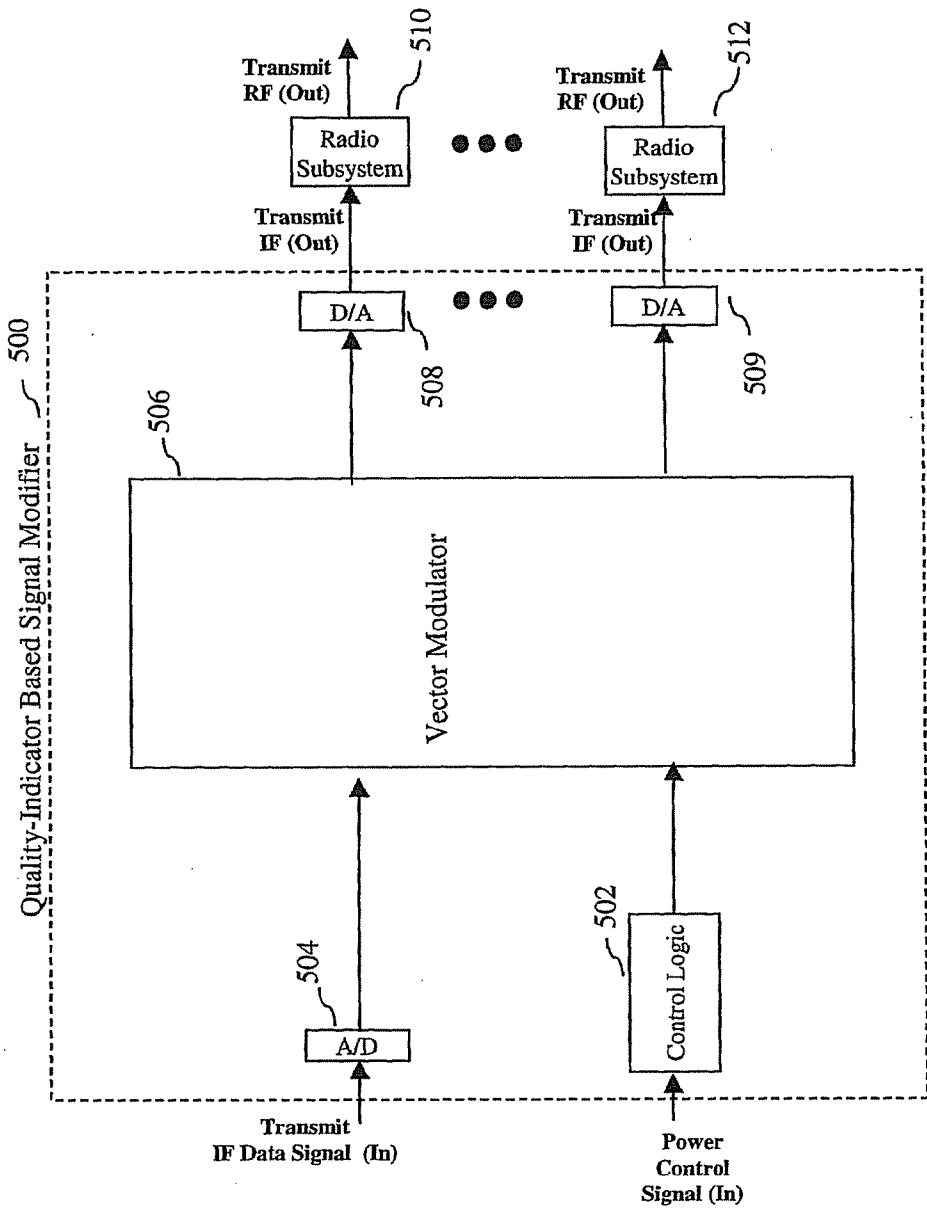 Quality-Indicator Based Signal Modifier
500
Transmit
RF (Out)
510
Radio
Subsystem
Transmit
IF (Out)
D/A
508
Transmit
RF (Out)
512
Radio
Subsystem
Transmit
IF (Out)
D/A
509
506
Vector Modulator
504
A/D
Transmit
IF Data Signal (In)
502
Control Logic
Power
Control
Signal (In)